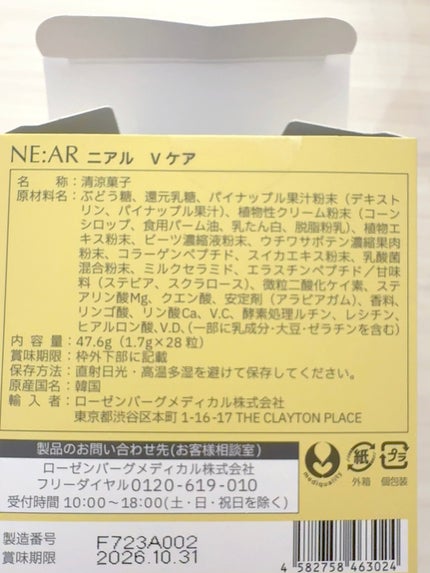 NE:AR ニアル Vケア
名　　称：清涼菓子
原材料名：ぶどう糖、還元乳糖、パイナップル果汁粉末（デキスト
リン、パイナップル果汁）、植物性クリーム粉末（コーン
シロップ、食用パーム油、乳たん白、脱脂粉乳）、植物エ
キス粉末、ビーツ濃縮液粉末、ウチワサボテン濃縮果肉
粉末、コラーゲンペプチド、スイカエキス粉末、乳酸菌
混合粉末、ミルクセラミド、エラスチンペプチド／甘味
料（ステビア、スクラロース）、微粒二酸化ケイ素、ステ
アリン酸Mg、クエン酸、安定剤（アラビアガム）、香料、
リンゴ酸、リン酸Ca、V.C、酵素処理ルチン、レシチン、
ヒアルロン酸、V.D、（一部に乳成分・大豆・ゼラチンを含む）
内 容 量：47.6g（1.7g×28粒）
賞味期限：枠外下部に記載
保存方法：直射日光・高温多湿を避けて保存してください。
原産国名：韓国
輸 入 者：ローゼンバーグメディカル株式会社
東京都渋谷区本町 1-16-17 THE CLAYTON PLACE
製品のお問い合わせ先(お客様相談室)
ローゼンバーグメディカル株式会社
フリーダイヤル0120-619-010
受付時間 10:00～18:00(土・日・祝日を除く)
mediquality
紙
外箱
プラ
個包装
製造番号 F723A002
賞味期限 2026.10.31
4 582758 463024